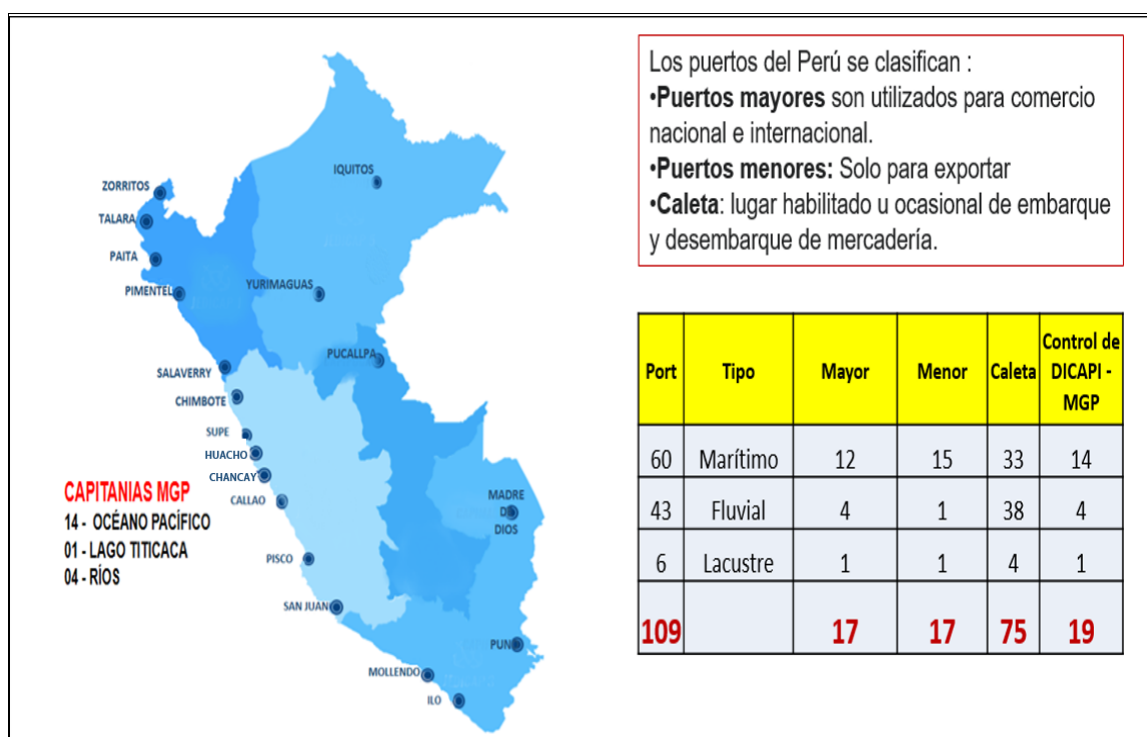 ZORRITOS
TALARA
PAITA
PIMENTEL
IQUITOS
YURIMAGUAS
PUCALLPA
SALAVERRY
CHIMBOTE
SUPE
HUACHO
CHANCAY
CALLAO
PISCO
SAN JUAN
MADRE
DE
DIOS
PUN
MOLLENDO
ILO
CAPITANIAS MGP
14 - OCÉANO PACÍFICO
01 - LAGO TITICACA
04 - RÍOS
Los puertos del Perú se clasifican :
•Puertos mayores son utilizados para comercio
nacional e internacional.
•Puertos menores: Solo para exportar
•Caleta: lugar habilitado u ocasional de embarque
y desembarque de mercadería.
Port Tipo Mayor Menor Caleta Control de DICAPI - MGP
60 Marítimo 12 15 33 14
43 Fluvial 4 1 38 4
6 Lacustre 1 1 4 1
109 17 17 75 19